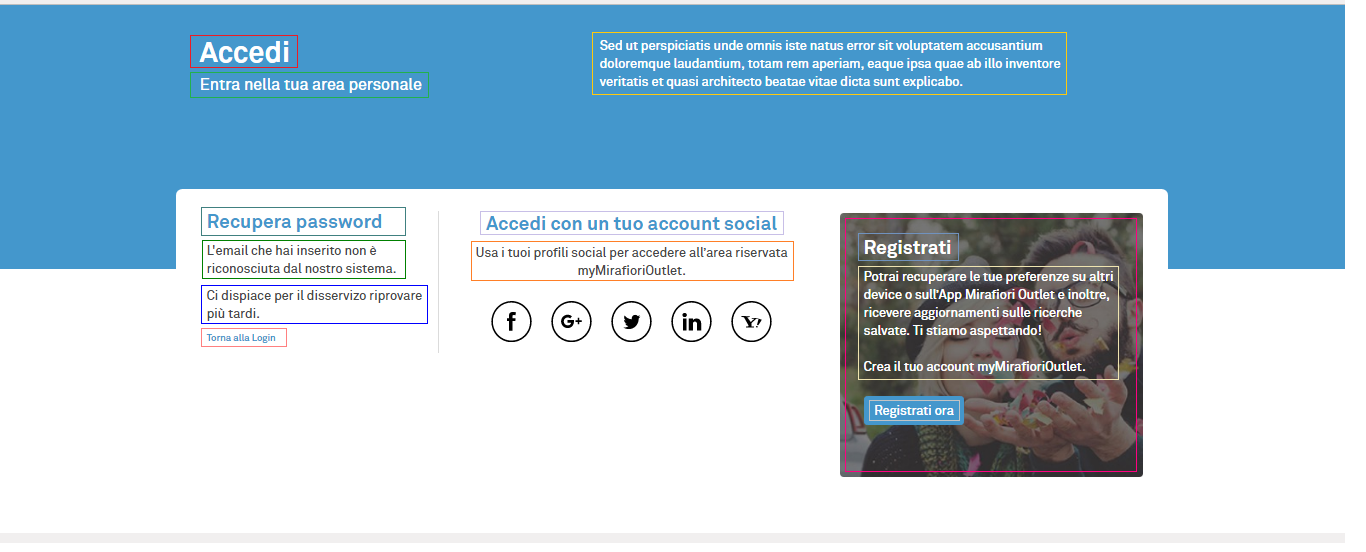 Accedi
Entra nella tua area personale
Sed ut perspiciatis unde omnis iste natus error sit voluptatem accusantium
doloremque laudantium, totam rem aperiam, eaque ipsa quae ab illo inventore
veritatis et quasi architecto beatae vitae dicta sunt explicabo.
Recupera password
L'email che hai inserito non è
riconosciuta dal nostro sistema.
Ci dispiace per il disservizo riprovare
più tardi.
Torna alla Login
Accedi con un tuo account social
Usa i tuoi profili social per accedere all'area riservata
myMirafioriOutlet.
f G+ in Y!
Registrati
Potrai recuperare le tue preferenze su altri
device o sull'App Mirafiori Outlet e inoltre,
ricevere aggiornamenti sulle ricerche
salvate. Ti stiamo aspettando!
Crea il tuo account myMirafioriOutlet.
Registrati ora